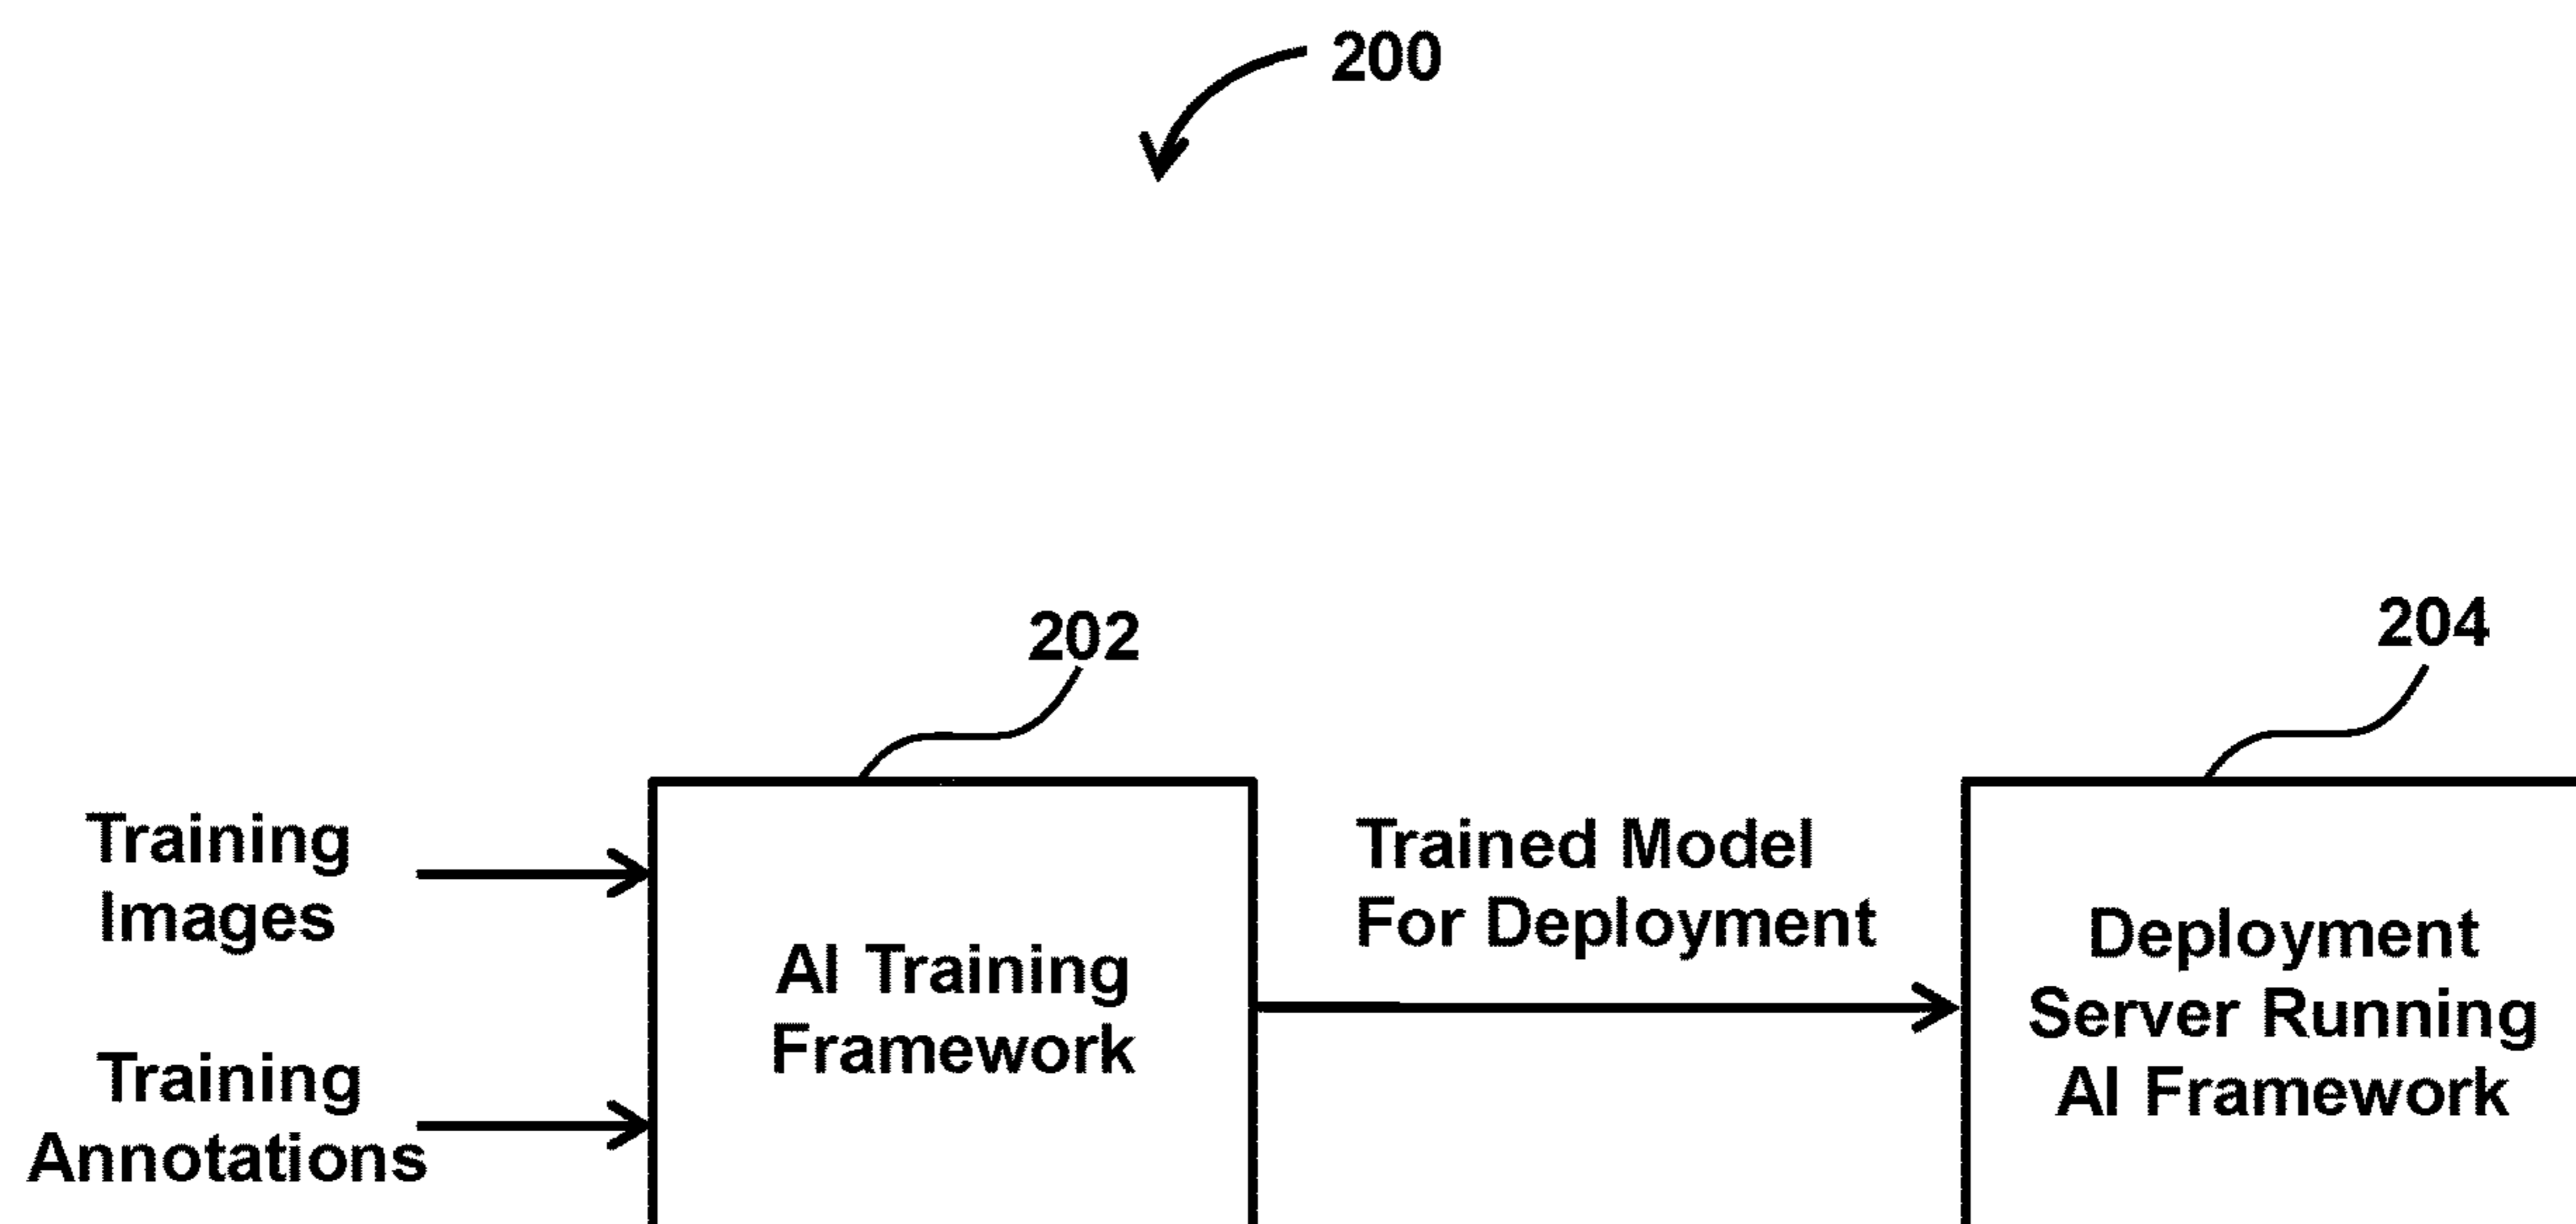 200
202
204
Training
Images
Training
Annotations
AI Training
Framework
Trained Model
For Deployment
Deployment
Server Running
AI Framework